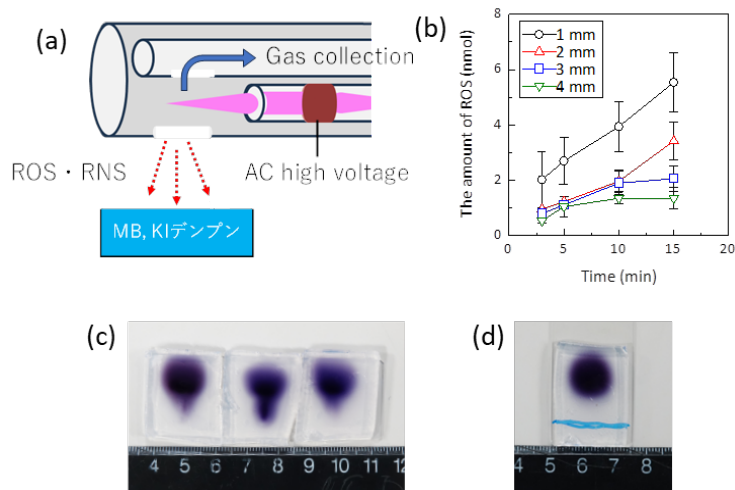 (a)
Gas collection
ROS・RNS
AC high voltage
MB, KIデンプン
(b)
The amount of ROS (nmol)
8
6
4
2
0
1 mm
2 mm
3 mm
4 mm
0 5 10 15 20
Time (min)
(c)
4 5 6 7 8 9 10 11 12
(d)
4 5 6 7 8